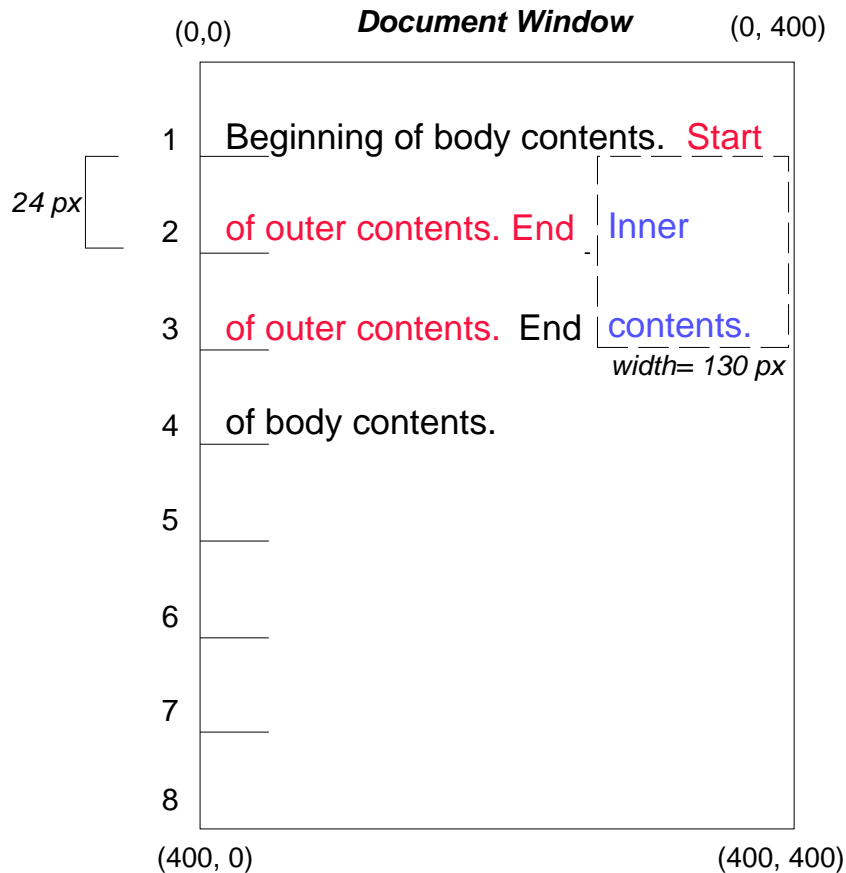 Document Window
(0,0) (0, 400)
1 Beginning of body contents. Start
24 px
2 of outer contents. End Inner
3 of outer contents. End contents.
width= 130 px
4 of body contents.
5
6
7
8
(400, 0) (400, 400)